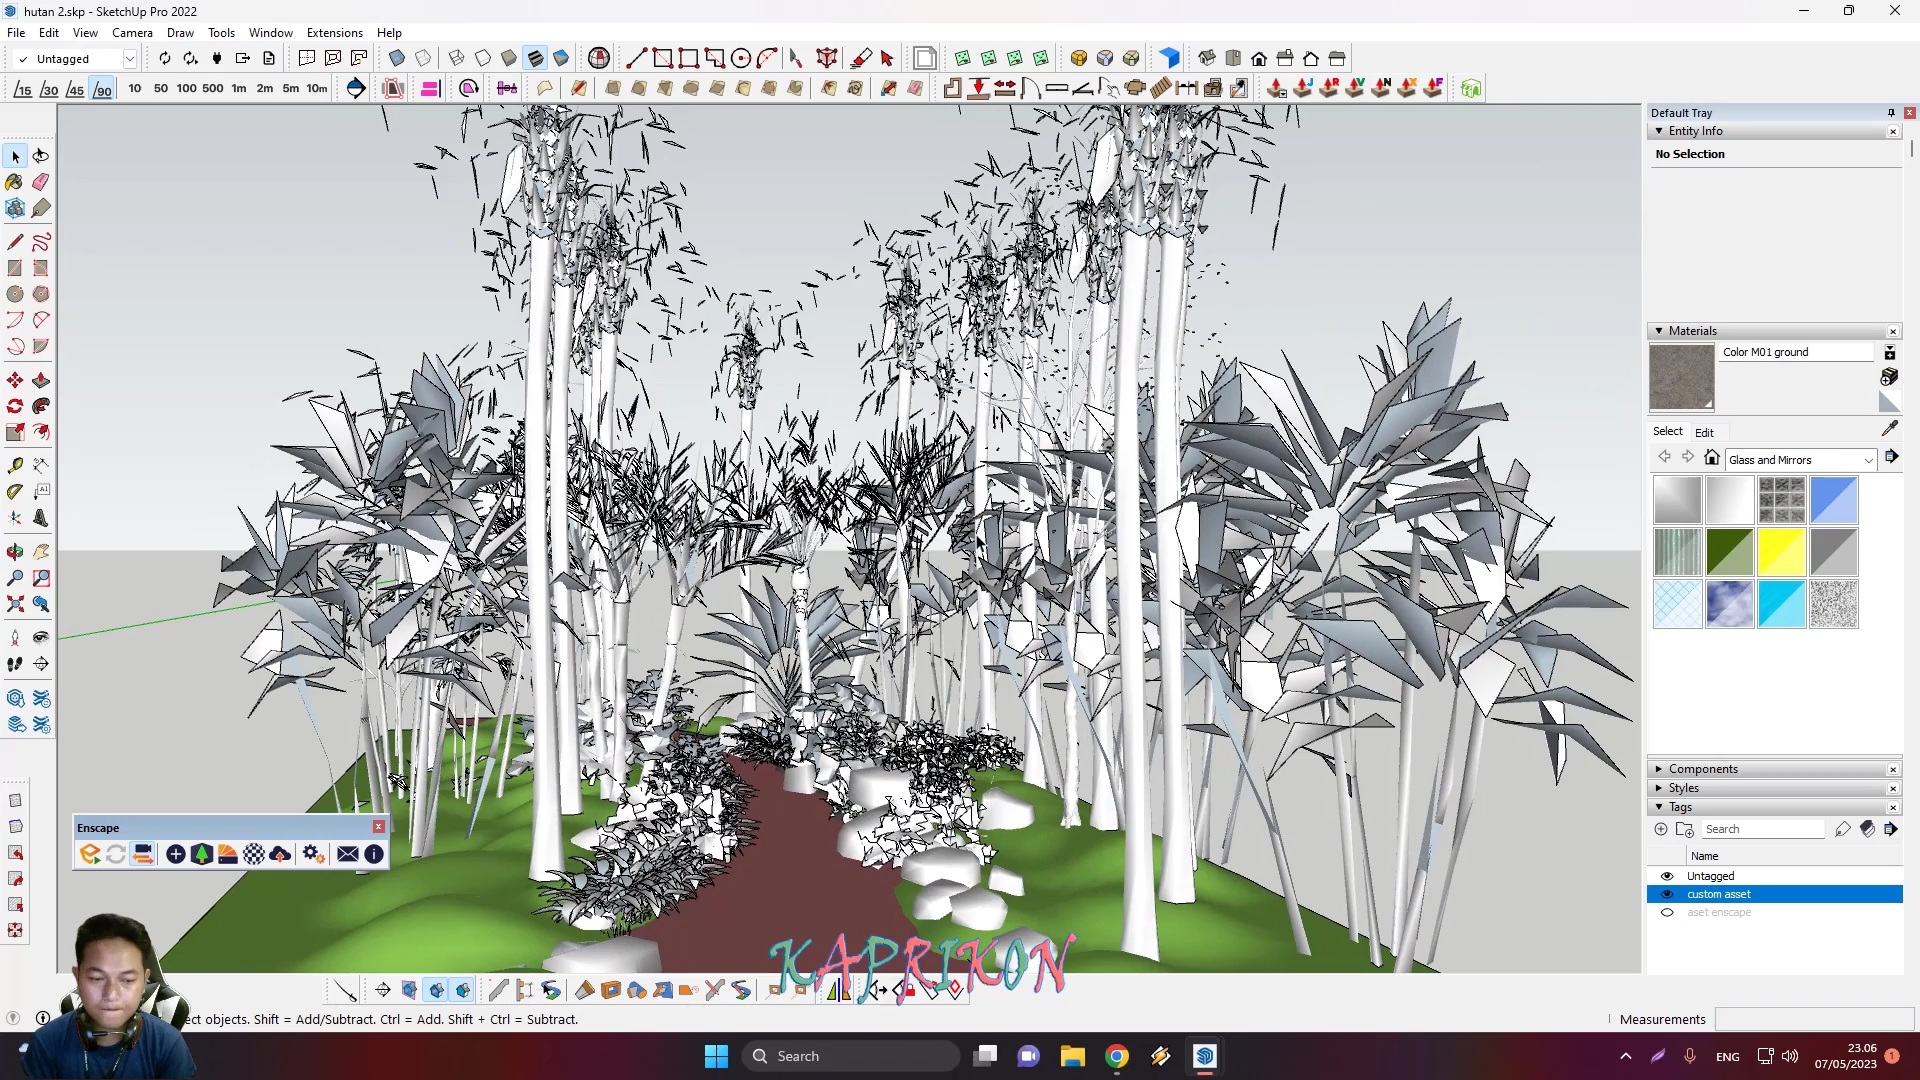 hutan 2.skp - SketchUp Pro 2022
File Edit View Camera Draw Tools Window Extensions Help
Untagged
15 30 45 90 10 50 100 500 1m 2m 5m 10m
Default Tray
Entity Info
No Selection
Materials
Color M01 ground
Select Edit
Glass and Mirrors
Components
Styles
Tags
Search
Name
Untagged
custom asset
aset enscape
Enscape
KAPRIKON
ect objects. Shift = Add/Subtract. Ctrl = Add. Shift + Ctrl = Subtract.
Measurements
Search
ENG
23.06
07/05/2023
1